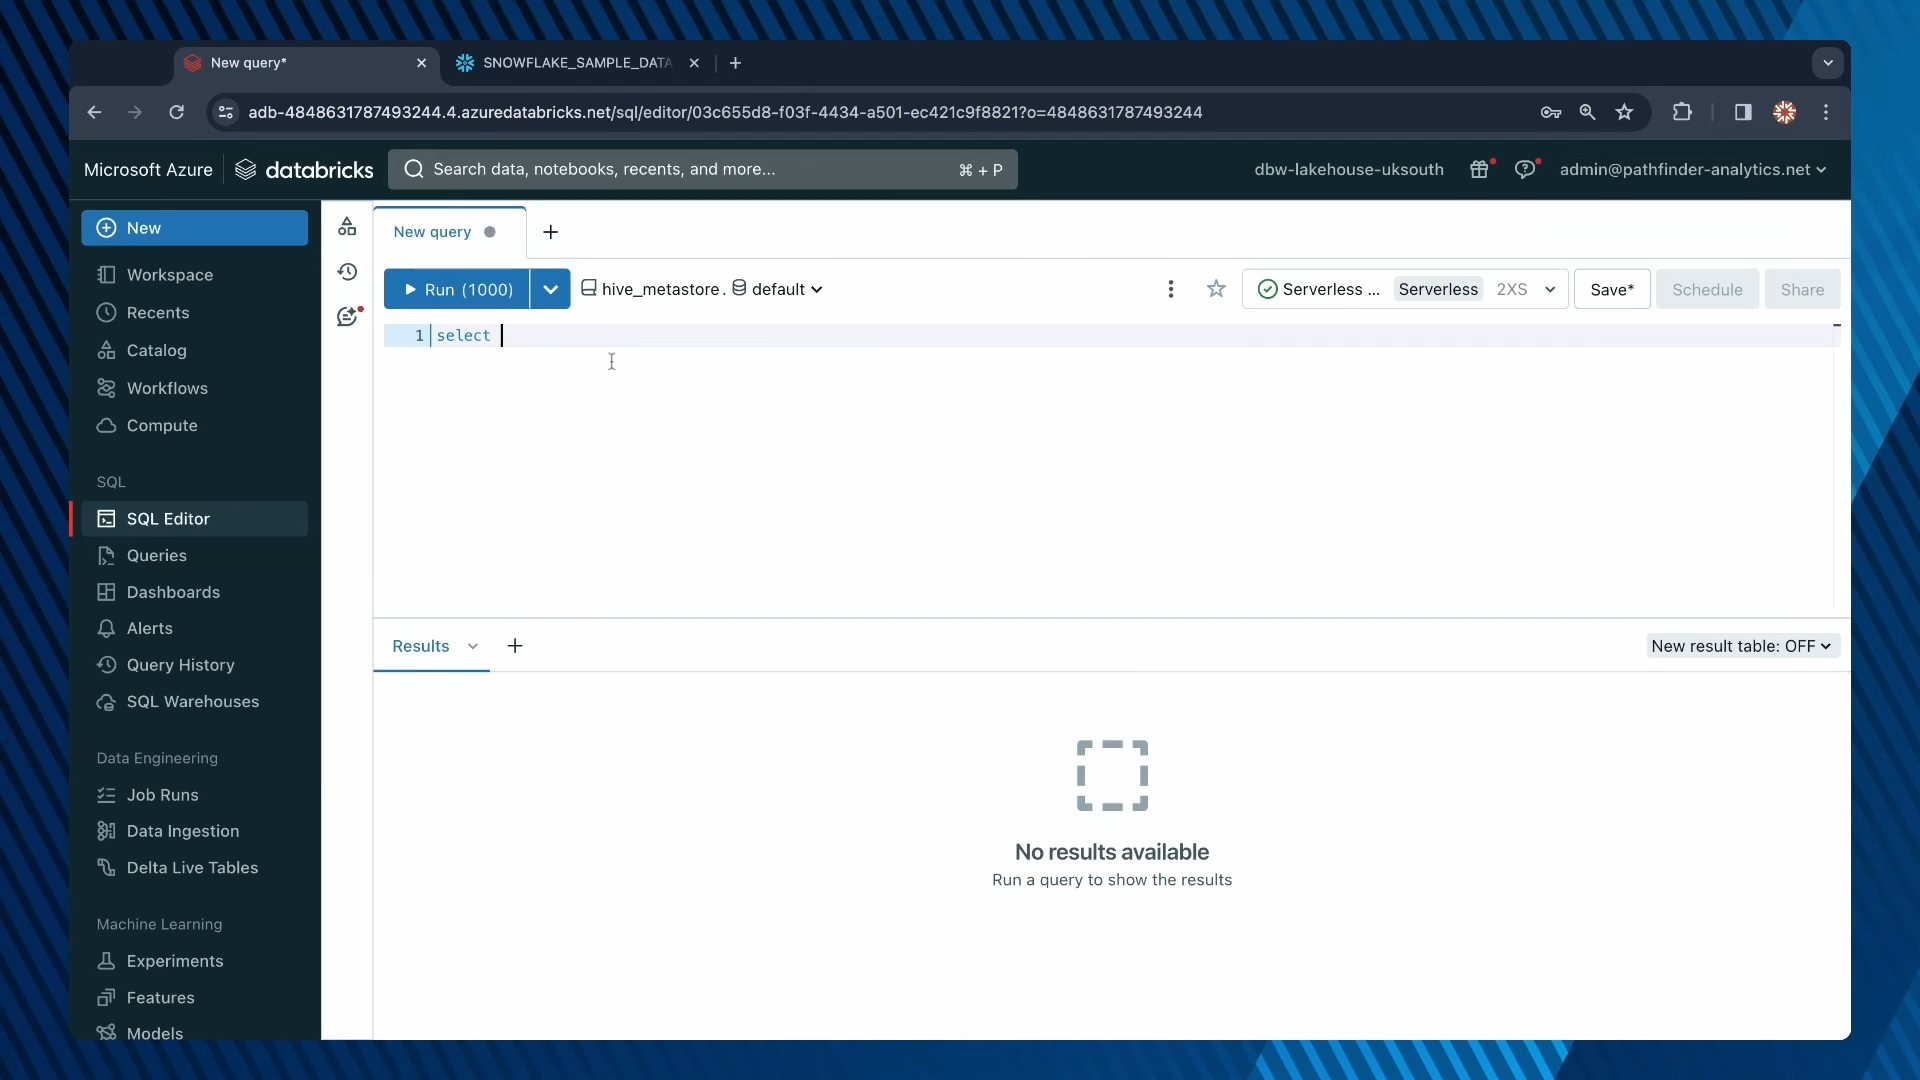 New query*
SNOWFLAKE_SAMPLE_DATA
adb-4848631787493244.4.azuredatabricks.net/sql/editor/03c655d8-f03f-4434-a501-ec421c9f8821?o=4848631787493244
Microsoft Azure
databricks
Search data, notebooks, recents, and more...
⌘ + P
dbw-lakehouse-uksouth
admin@pathfinder-analytics.net
New
Workspace
Recents
Catalog
Workflows
Compute
SQL
SQL Editor
Queries
Dashboards
Alerts
Query History
SQL Warehouses
Data Engineering
Job Runs
Data Ingestion
Delta Live Tables
Machine Learning
Experiments
Features
Models
New query
Run (1000)
hive_metastore. default
Serverless ... Serverless 2XS
Save*
Schedule
Share
1 select
Results
New result table: OFF
No results available
Run a query to show the results